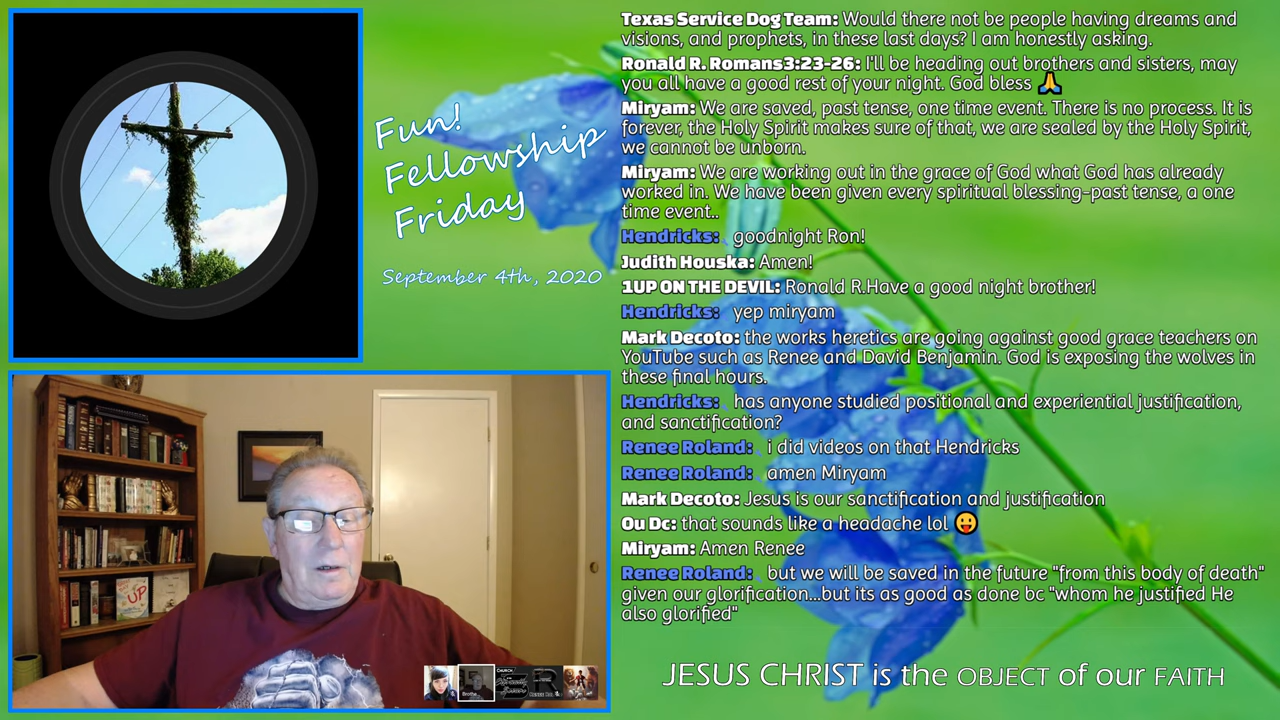 Fun!
Fellowship
Friday
September 4th, 2020
Texas Service Dog Team: Would there not be people having dreams and
visions, and prophets, in these last days? I am honestly asking.
Ronald R. Romans3:23-26: I'll be heading out brothers and sisters, may
you all have a good rest of your night. God bless 🙏
Miryam: We are saved, past tense, one time event. There is no process. It is
forever, the Holy Spirit makes sure of that, we are sealed by the Holy Spirit,
we cannot be unborn.
Miryam: We are working out in the grace of God what God has already
worked in. We have been given every spiritual blessing-past tense, a one
time event..
Hendricks: goodnight Ron!
Judith Houska: Amen!
1UP ON THE DEVIL: Ronald R.Have a good night brother!
Hendricks: yep miryam
Mark Decoto: the works heretics are going against good grace teachers on
YouTube such as Renee and David Benjamin. God is exposing the wolves in
these final hours.
Hendricks: has anyone studied positional and experiential justification,
and sanctification?
Renee Roland: i did videos on that Hendricks
Renee Roland: amen Miryam
Mark Decoto: Jesus is our sanctification and justification
Ou Dc: that sounds like a headache lol 😛
Miryam: Amen Renee
Renee Roland: but we will be saved in the future "from this body of death"
given our glorification...but its as good as done bc "whom he justified He
also glorified"
JESUS CHRIST is the OBJECT of our FAITH
UP